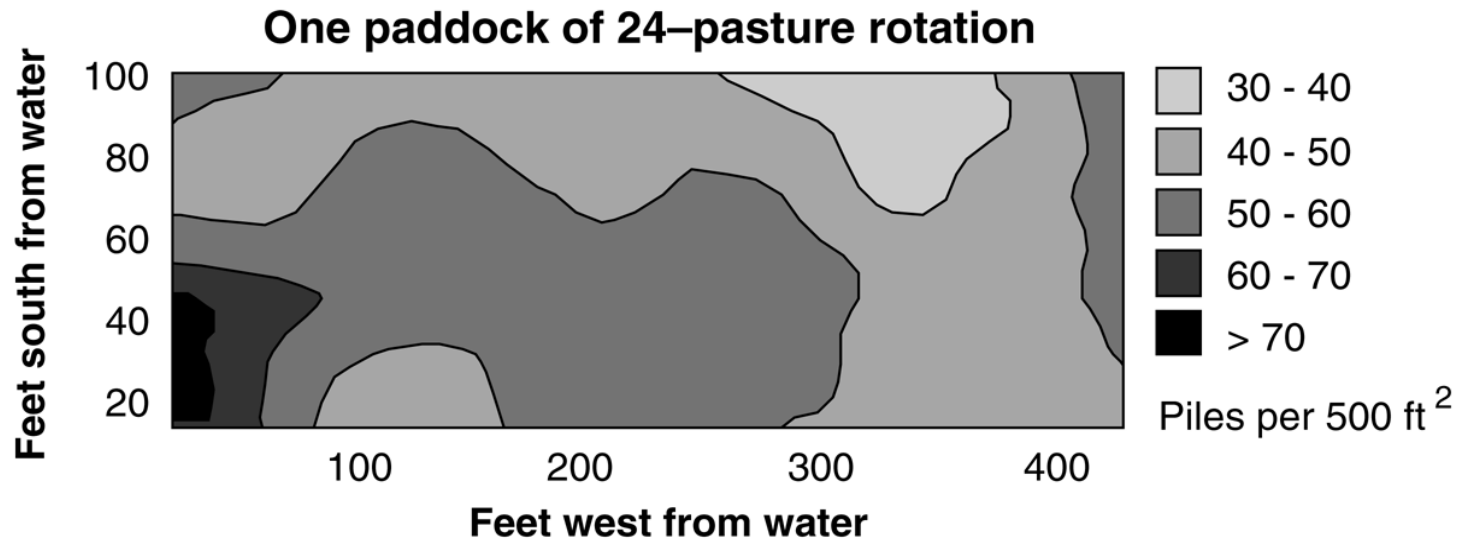 One paddock of 24–pasture rotation
Feet south from water
100
80
60
40
20
100 200 300 400
Feet west from water
30 - 40
40 - 50
50 - 60
60 - 70
> 70
Piles per 500 ft 2